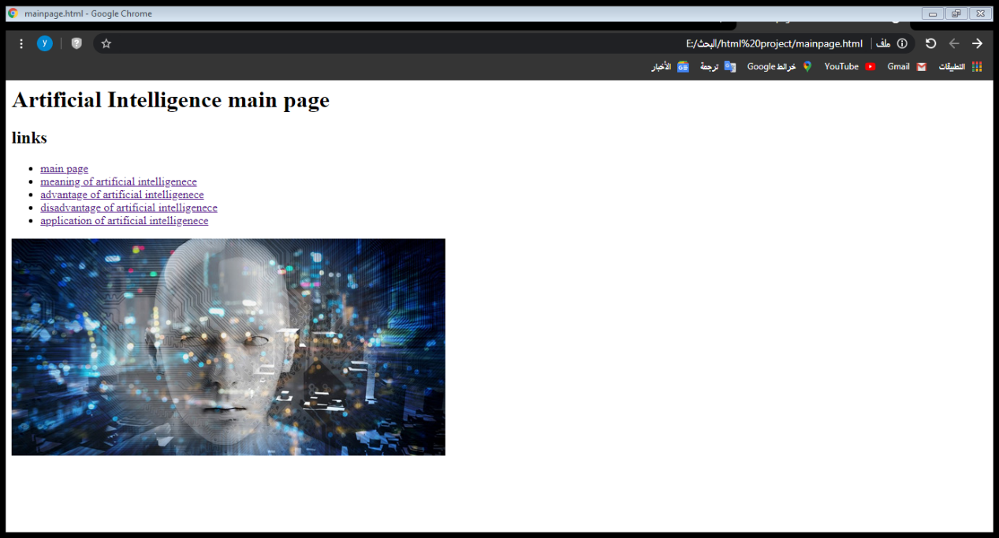 mainpage.html - Google Chrome
y
E:/البحث/html%20project/mainpage.html | ملف
التطبيقات Gmail YouTube خرائط Google ترجمة الأخبار
Artificial Intelligence main page
links
• main page
• meaning of artificial intelligenece
• advantage of artificial intelligenece
• disadvantage of artificial intelligenece
• application of artificial intelligenece